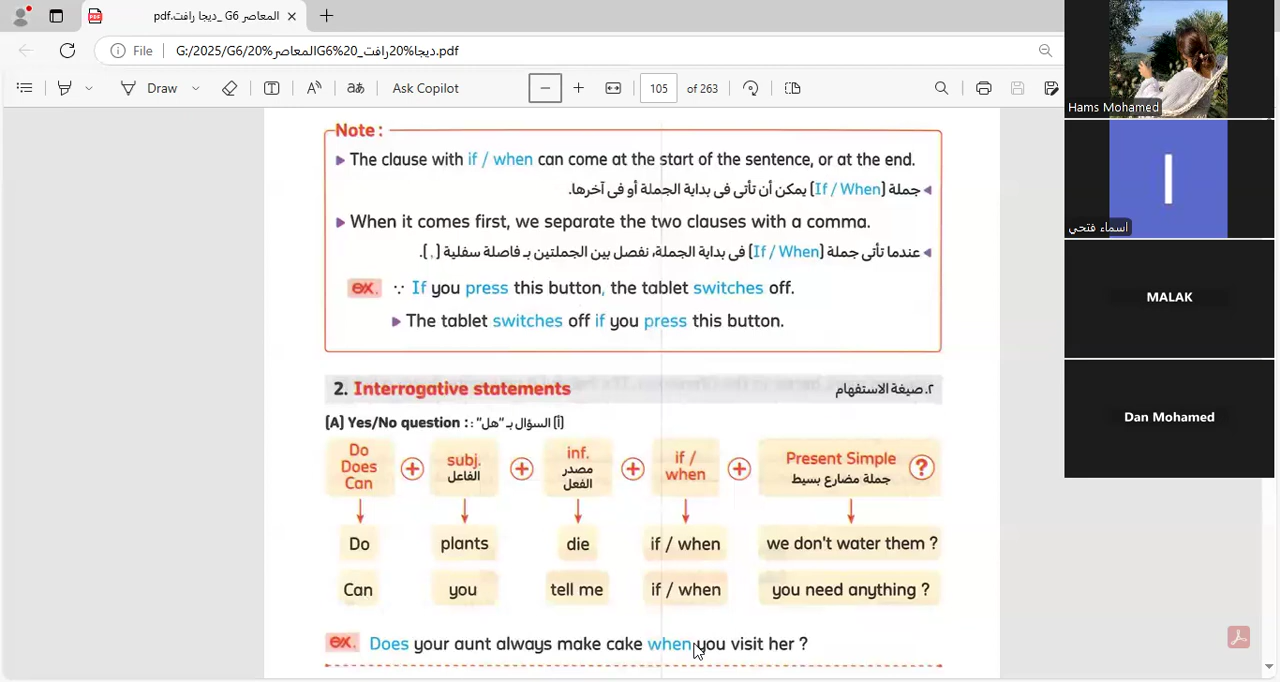 المعاصر G6 _ديجا رافت.pdf
File
G:/2025/G6/20%المعاصرG6%20_ديجا%20رافت.pdf
Draw
Ask Copilot
105
of 263
Hams Mohamed
اسماء فتحي
MALAK
Dan Mohamed
Note :
The clause with if / when can come at the start of the sentence, or at the end.
جملة (If / When) يمكن أن تأتى فى بداية الجملة أو فى آخرها.
When it comes first, we separate the two clauses with a comma.
عندما تأتى جملة (If / When) فى بداية الجملة، نفصل بين الجملتين بـ فاصلة سفلية ( , ).
ex. ∵ If you press this button, the tablet switches off.
The tablet switches off if you press this button.
2. Interrogative statements
٢. صيغة الاستفهام
(A) Yes/No question : : "هل" السؤال بـ (أ)
Do
Does
Can
+
subj.
الفاعل
+
inf.
مصدر
الفعل
+
if /
when
+
Present Simple
جملة مضارع بسيط
?
Do plants die if / when we don't water them ?
Can you tell me if / when you need anything ?
ex. Does your aunt always make cake when you visit her ?